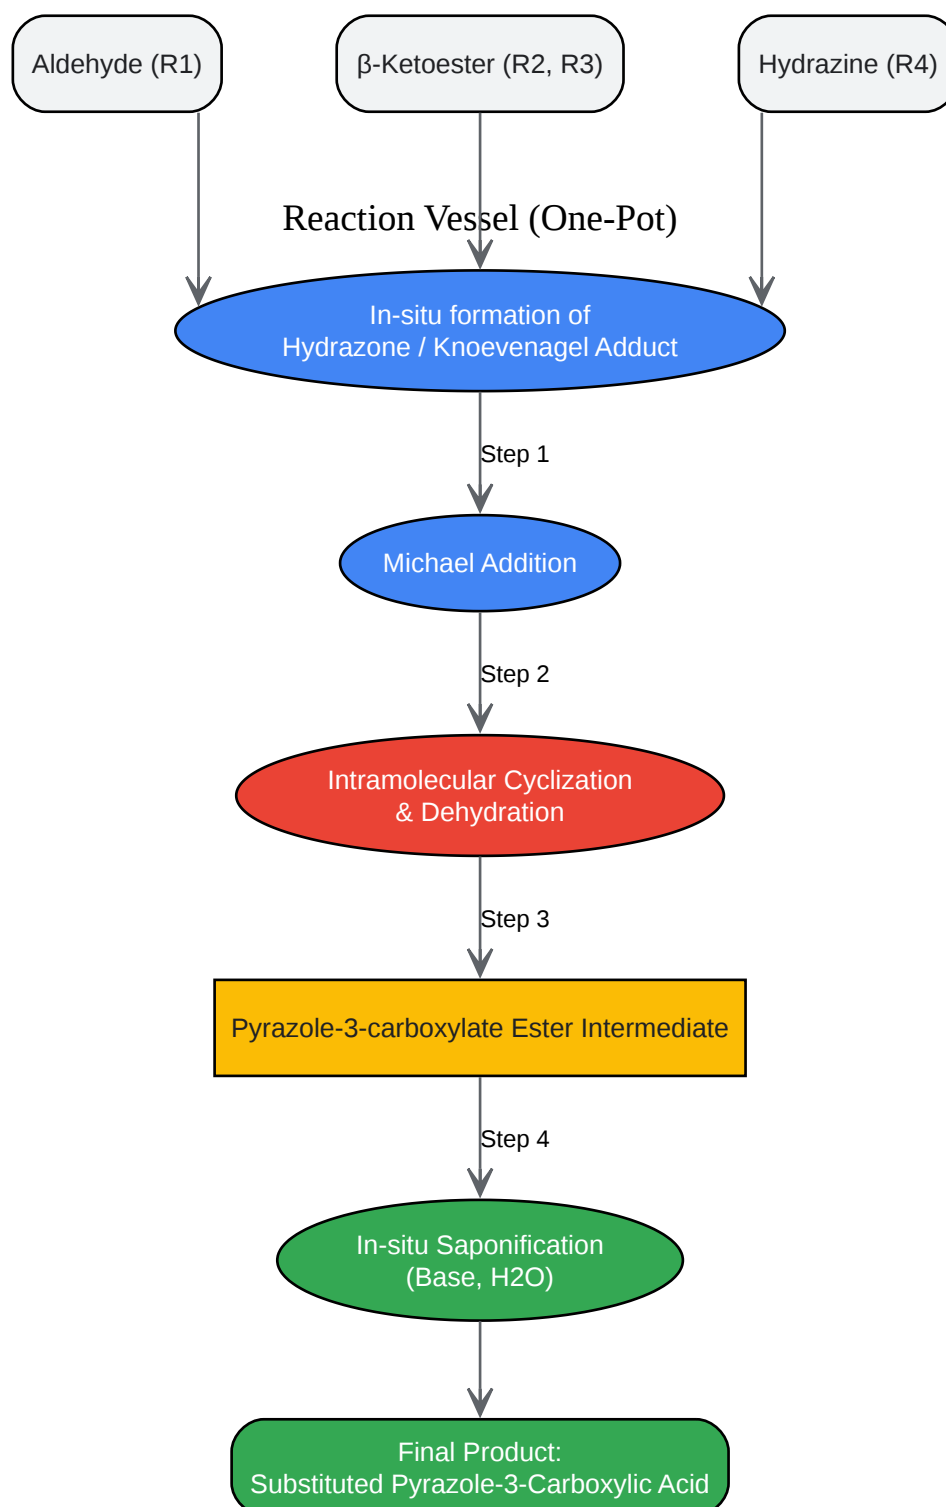 Aldehyde (R1)
β-Ketoester (R2, R3)
Hydrazine (R4)
Reaction Vessel (One-Pot)
In-situ formation of
Hydrazone / Knoevenagel Adduct
Step 1
Michael Addition
Step 2
Intramolecular Cyclization
& Dehydration
Step 3
Pyrazole-3-carboxylate Ester Intermediate
Step 4
In-situ Saponification
(Base, H2O)
Final Product:
Substituted Pyrazole-3-Carboxylic Acid